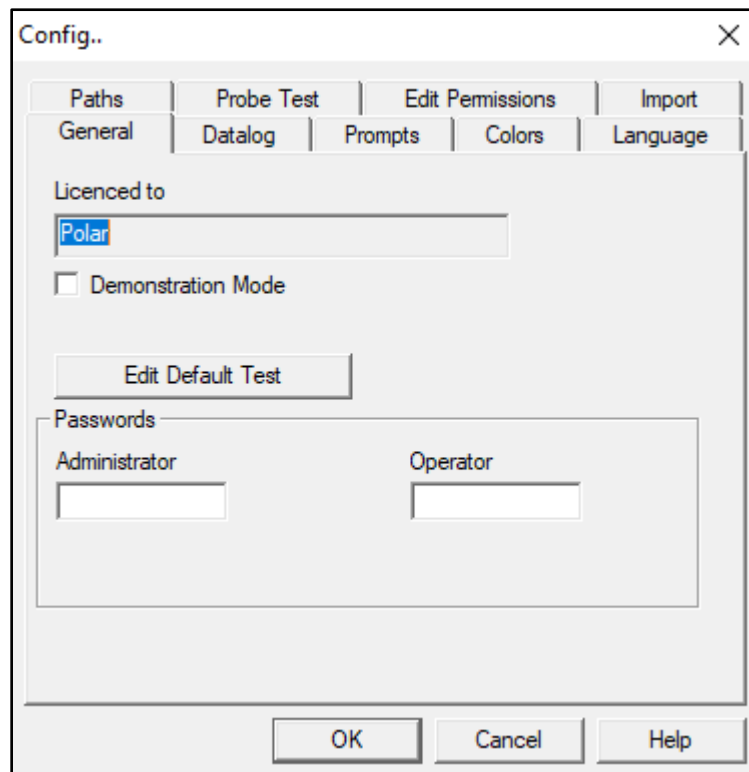 Config..
Paths Probe Test Edit Permissions Import
General Datalog Prompts Colors Language
Licenced to
Polar
Demonstration Mode
Edit Default Test
Passwords
Administrator Operator
OK Cancel Help